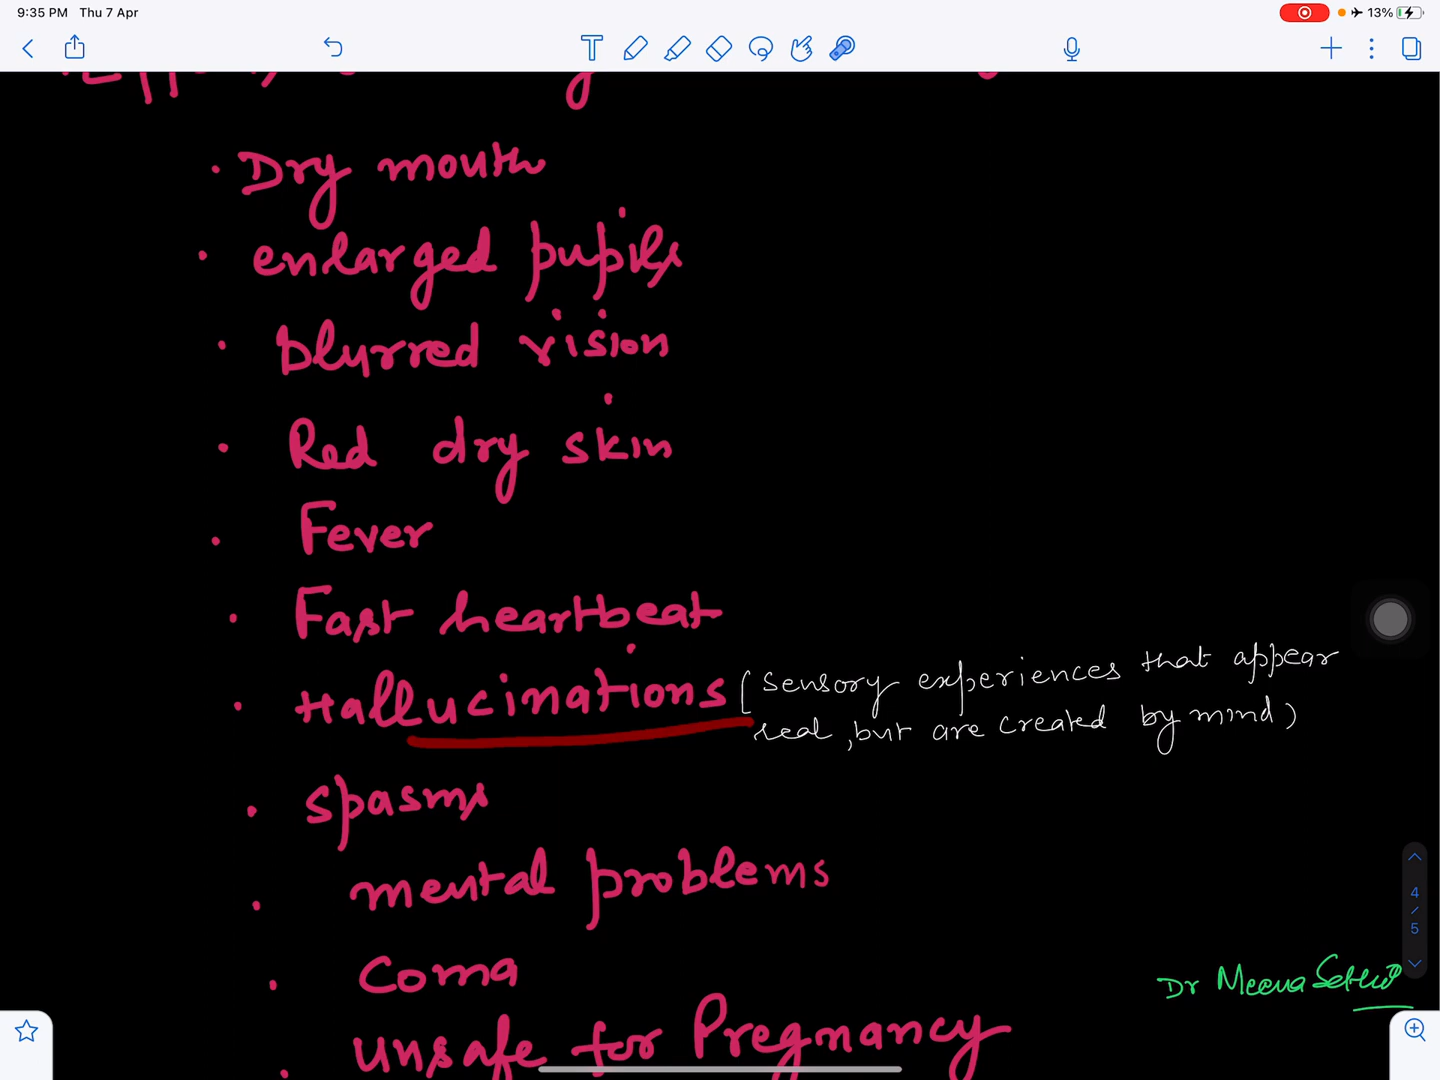 9:35 PM Thu 7 Apr
13%
• Dry mouth
• enlarged pupils
• blurred vision
• Red dry skin
• Fever
• Fast heartbeat
• Hallucinations (sensory experiences that appear
real, but are created by mind)
• spasms
• mental problems
• Coma
• unsafe for Pregnancy
4
/
5
Dr Meena